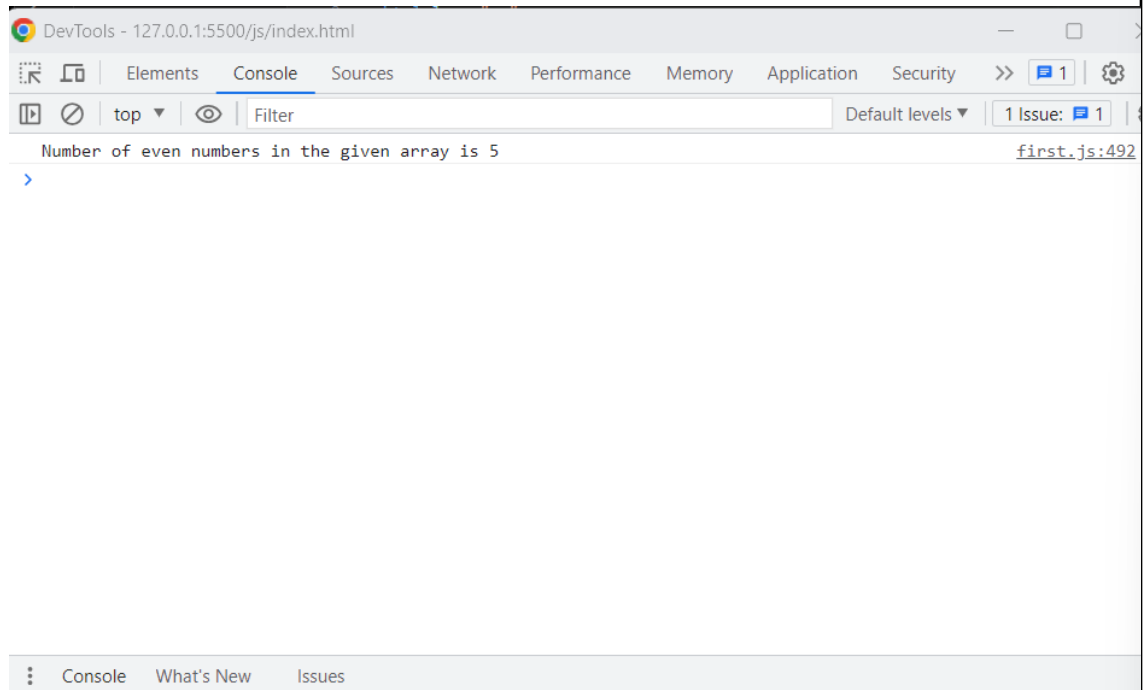 DevTools - 127.0.0.1:5500/js/index.html
Elements Console Sources Network Performance Memory Application Security 1
top Filter Default levels 1 Issue: 1
Number of even numbers in the given array is 5 first.js:492
Console What's New Issues